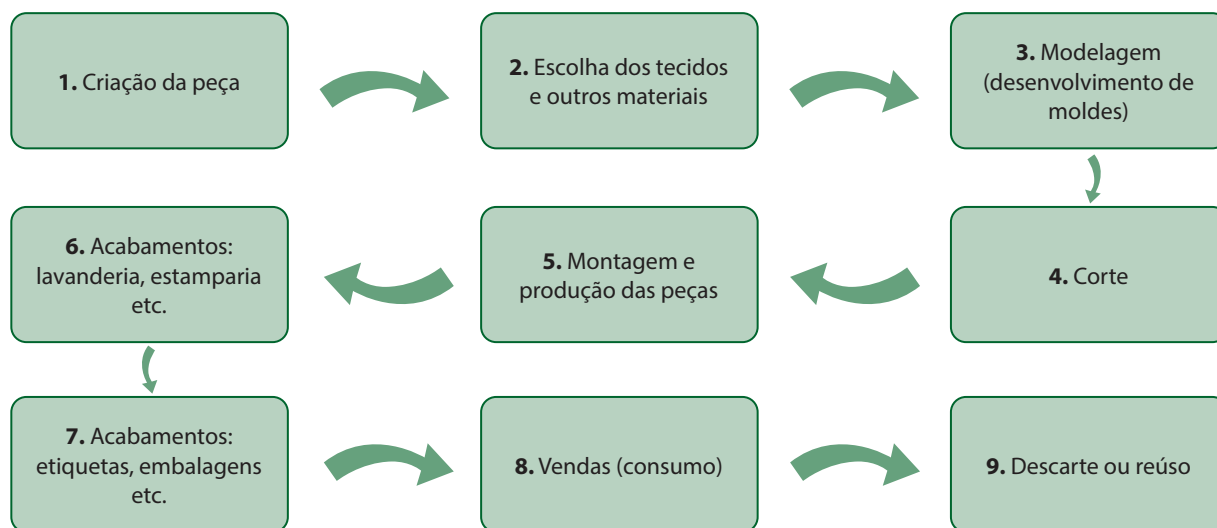 1. Criação da peça
2. Escolha dos tecidos
e outros materiais
3. Modelagem
(desenvolvimento de
moldes)
4. Corte
5. Montagem e
produção das peças
6. Acabamentos:
lavanderia, estamparia
etc.
7. Acabamentos:
etiquetas, embalagens
etc.
8. Vendas (consumo)
9. Descarte ou reúso